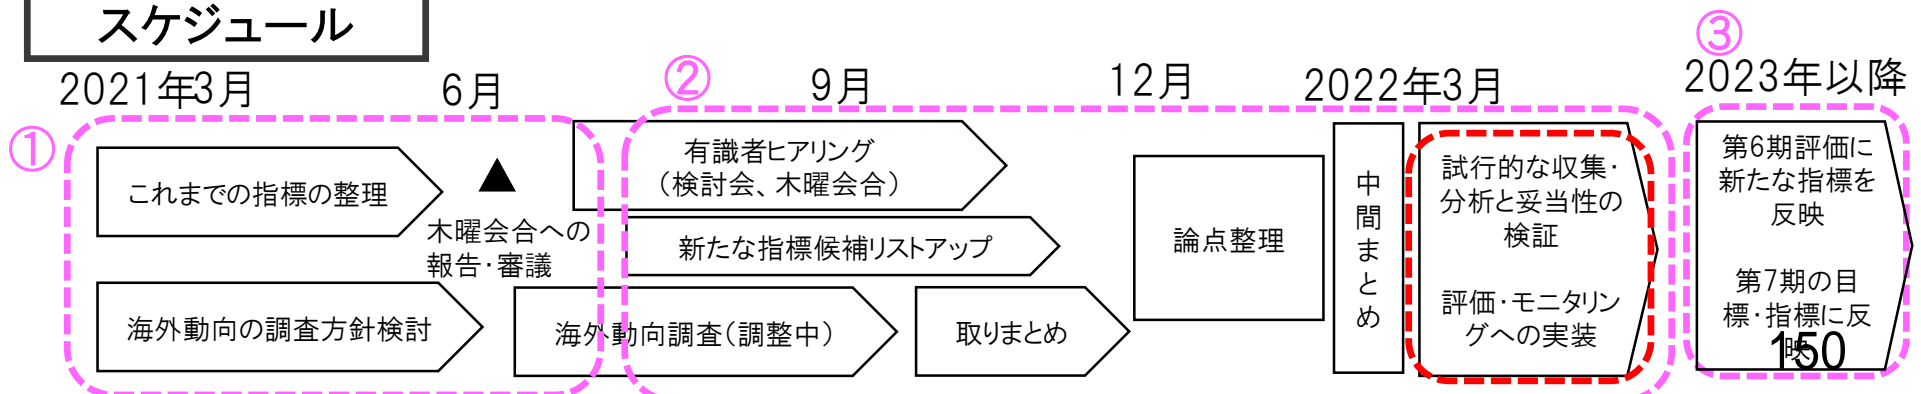 スケジュール
③
2021年3月
6月
②
9月
12月
2022年3月
2023年以降
①
これまでの指標の整理
▲
木曜会合への
報告・審議
海外動向の調査方針検討
有識者ヒアリング
（検討会、木曜会合）
新たな指標候補リストアップ
海外動向調査（調整中）
取りまとめ
論点整理
中間まとめ
試行的な収集・
分析と妥当性の
検証
評価・モニタリン
グへの実装
第6期評価に
新たな指標を
反映
第7期の目
標・指標に反
映
150